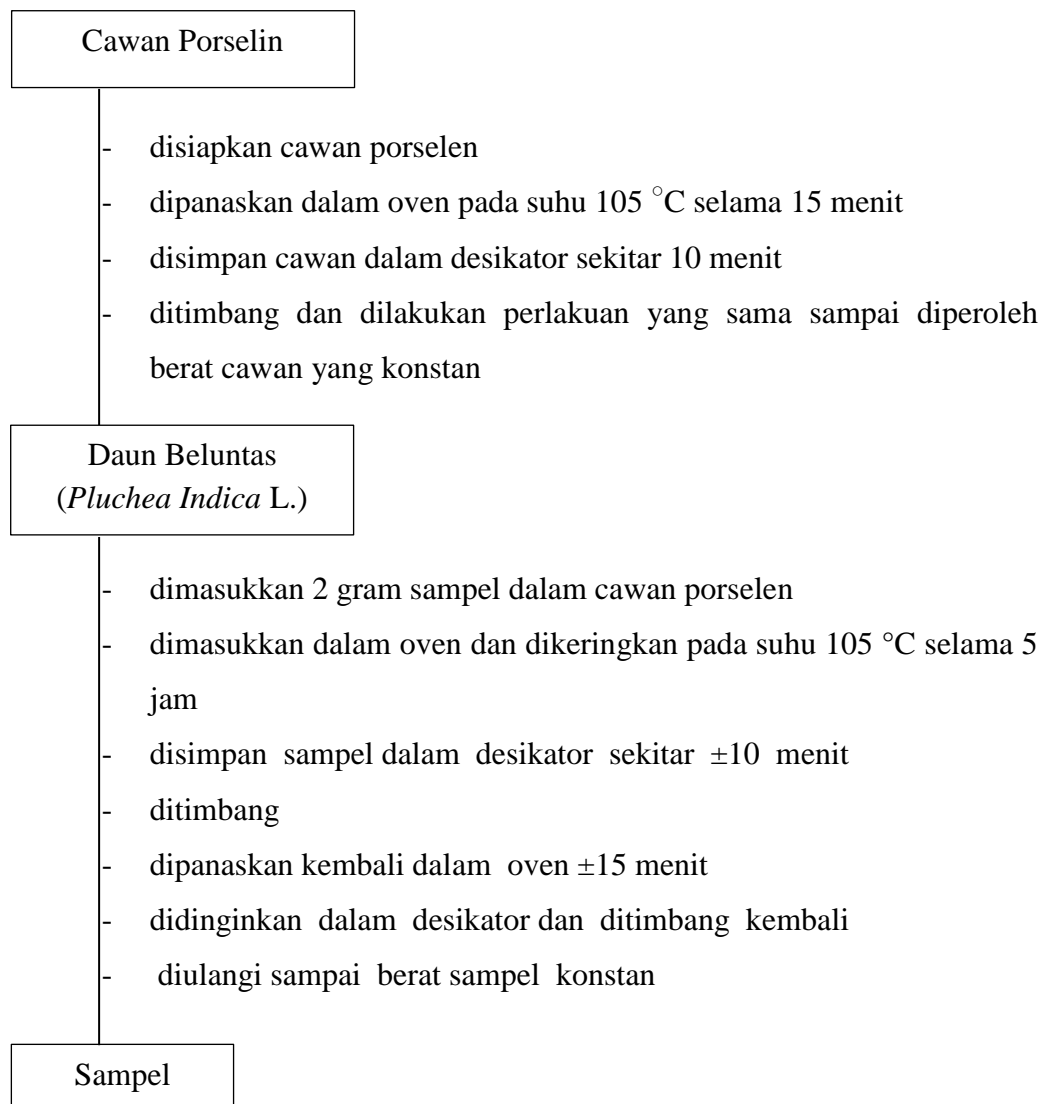 Cawan Porselin
- disiapkan cawan porselen
- dipanaskan dalam oven pada suhu 105 °C selama 15 menit
- disimpan cawan dalam desikator sekitar 10 menit
- ditimbang dan dilakukan perlakuan yang sama sampai diperoleh
berat cawan yang konstan
Daun Beluntas
(Pluchea Indica L.)
- dimasukkan 2 gram sampel dalam cawan porselen
- dimasukkan dalam oven dan dikeringkan pada suhu 105 °C selama 5
jam
- disimpan sampel dalam desikator sekitar ±10 menit
- ditimbang
- dipanaskan kembali dalam oven ±15 menit
- didinginkan dalam desikator dan ditimbang kembali
- diulangi sampai berat sampel konstan
Sampel